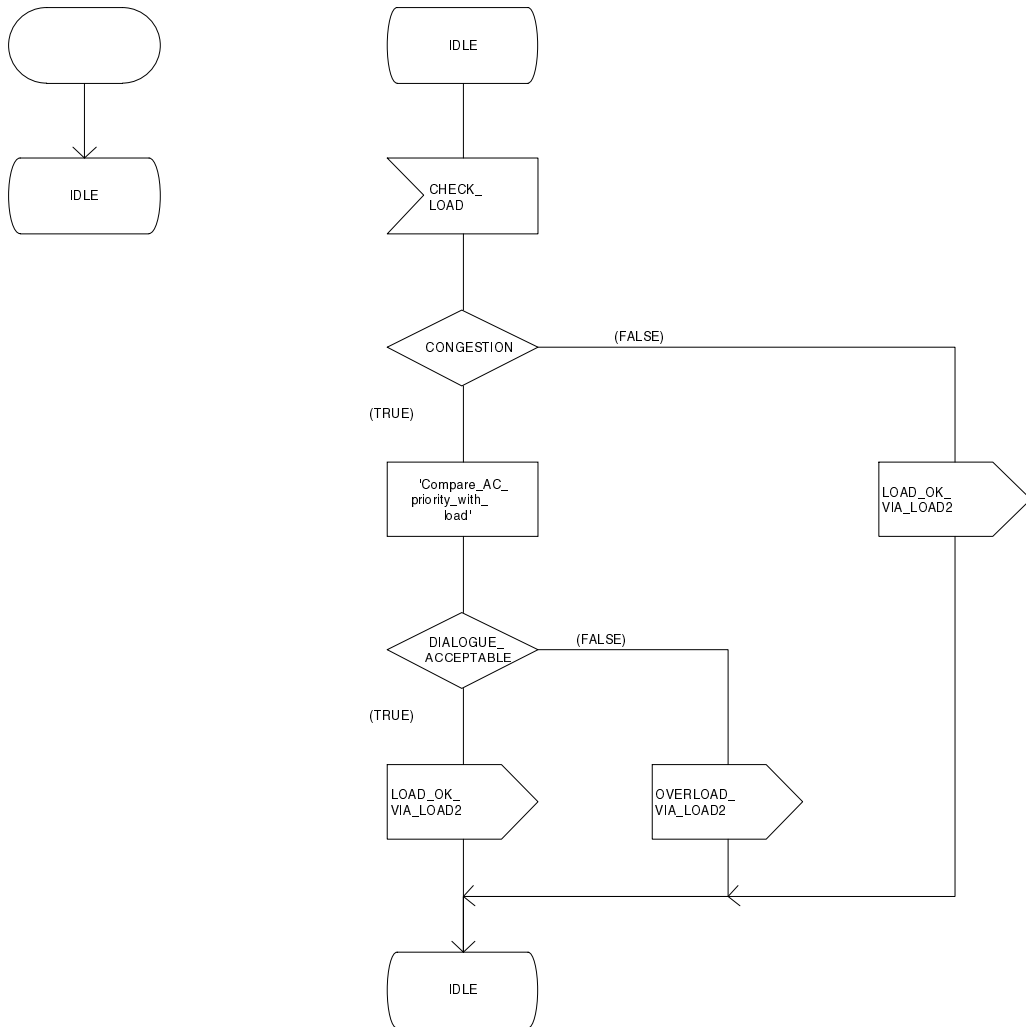 IDLE
IDLE
CHECK_
LOAD
CONGESTION
(FALSE)
(TRUE)
'Compare_AC_
priority_with_
load'
LOAD_OK_
VIA_LOAD2
DIALOGUE_
ACCEPTABLE
(FALSE)
(TRUE)
LOAD_OK_
VIA_LOAD2
OVERLOAD_
VIA_LOAD2
IDLE